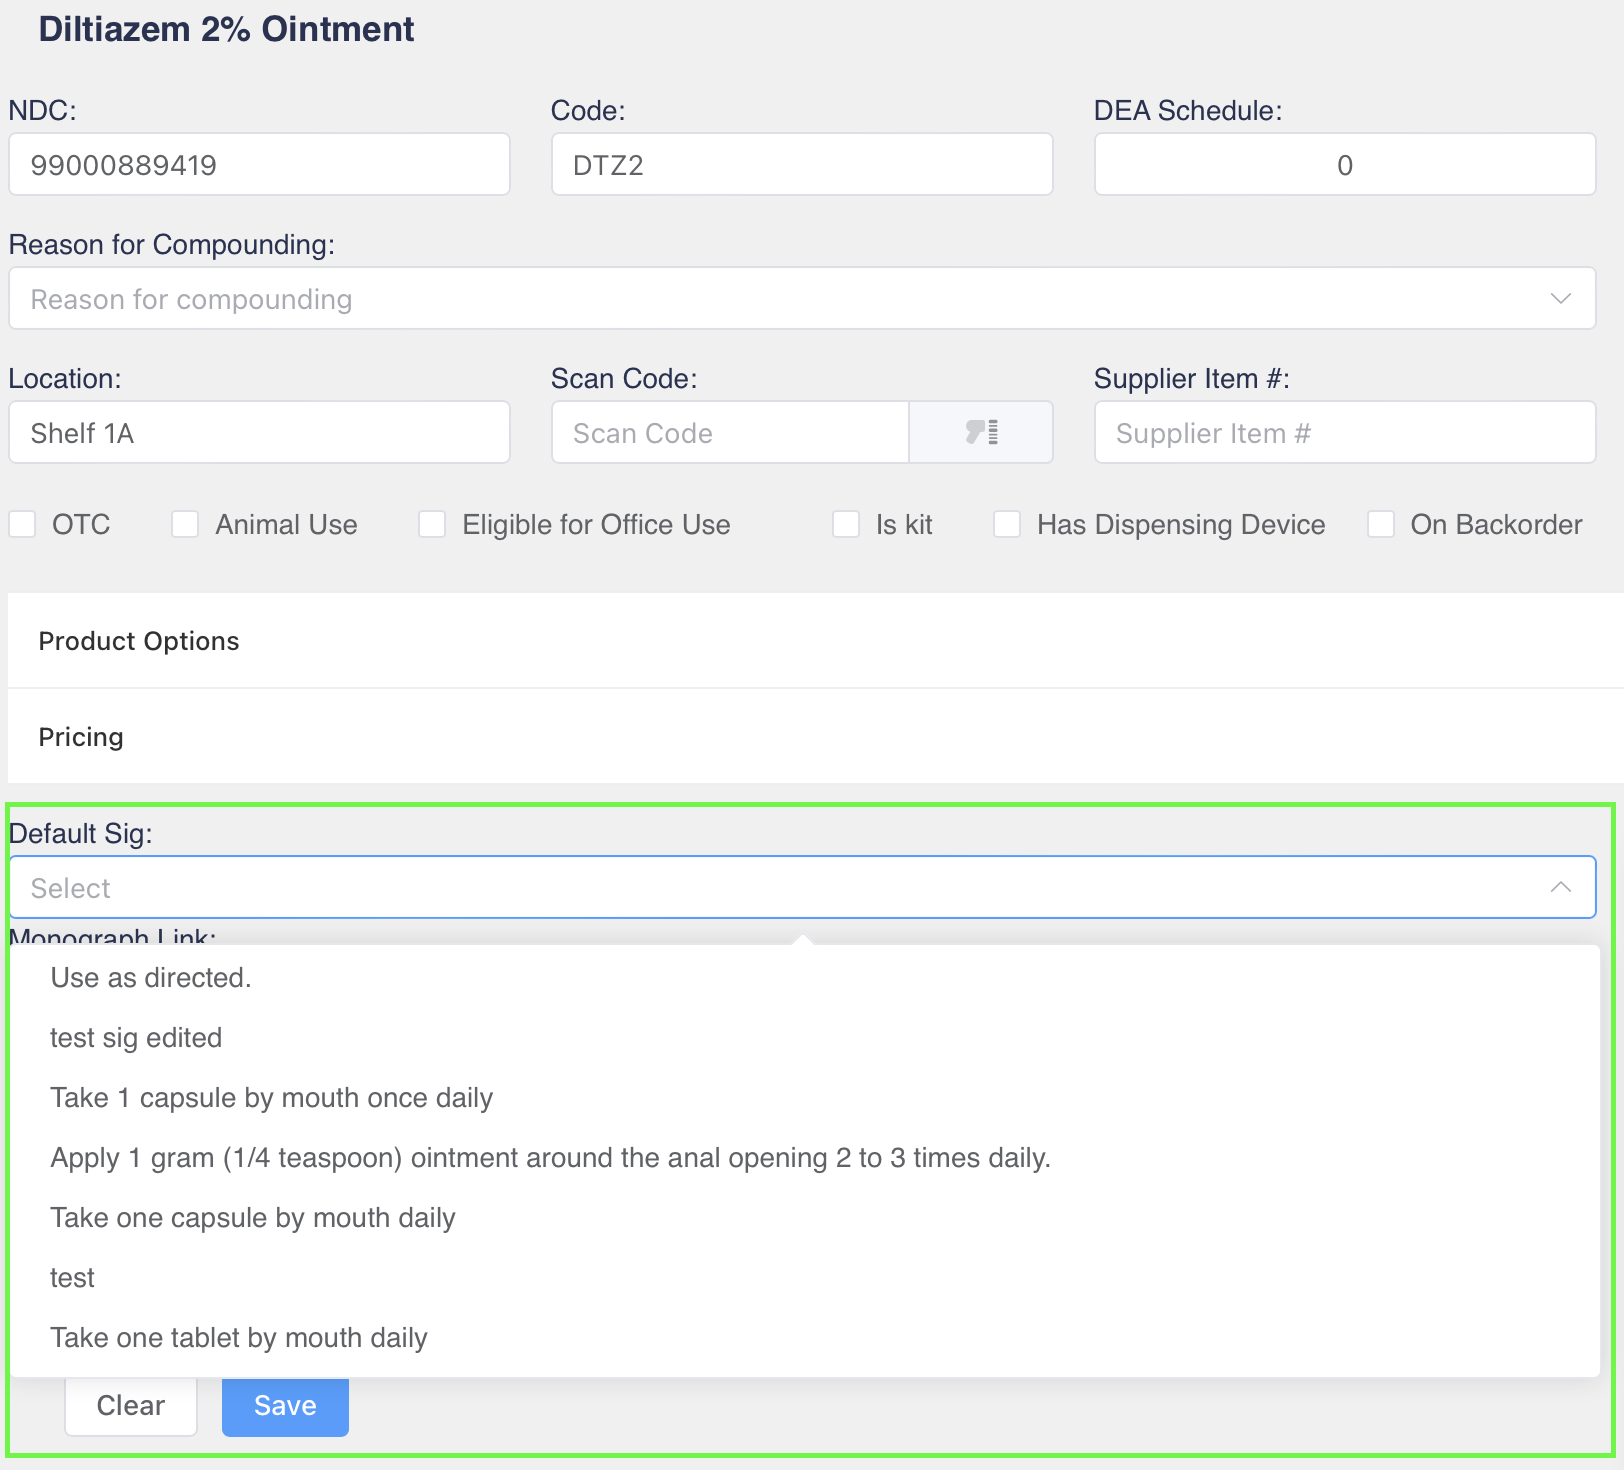 Diltiazem 2% Ointment
NDC: Code: DEA Schedule:
99000889419 DTZ2 0
Reason for Compounding:
Reason for compounding
Location: Scan Code: Supplier Item #:
Shelf 1A Scan Code Supplier Item #
OTC Animal Use Eligible for Office Use Is kit Has Dispensing Device On Backorder
Product Options
Pricing
Default Sig:
Select
Monograph Link:
Use as directed.
test sig edited
Take 1 capsule by mouth once daily
Apply 1 gram (1/4 teaspoon) ointment around the anal opening 2 to 3 times daily.
Take one capsule by mouth daily
test
Take one tablet by mouth daily
Clear Save